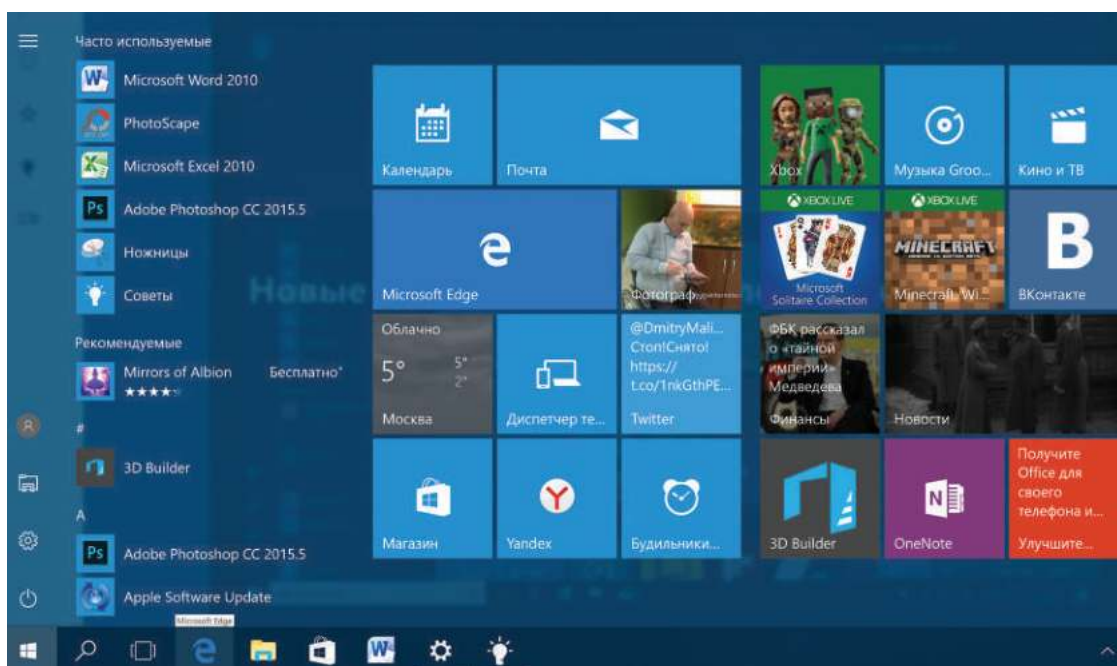 Часто используемые
Microsoft Word 2010
PhotoScape
Microsoft Excel 2010
Adobe Photoshop CC 2015.5
Ножницы
Советы
Рекомендуемые
Mirrors of Albion Бесплатно*
#
3D Builder
A
Adobe Photoshop CC 2015.5
Apple Software Update
Календарь
Почта
Microsoft Edge
Фотограф
Облачно
5° 5°
2°
Москва
Диспетчер те...
@DmitryMali...
Стоп!Снято!
https://
t.co/1nkGthPE...
Twitter
Магазин
Yandex
Будильники...
Xbox
Музыка Groo...
Кино и ТВ
XBOX LIVE
Microsoft
Solitaire Collection
XBOX LIVE
MINECRAFT
Minecraft: Wi...
B
ВКонтакте
ФБК рассказал
о «тайной
империи»
Медведева
Финансы
Новости
3D Builder
OneNote
Получите
Office для
своего
телефона и...
Улучшите...
Новые
Microsoft Edge